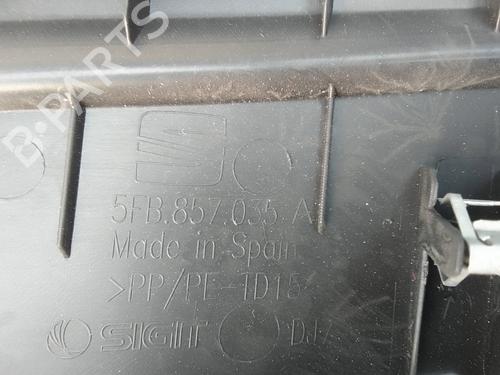 B-PARTS
5FB.857.035.A
Made in Spain
>PP/PE-TD15
SIGIT